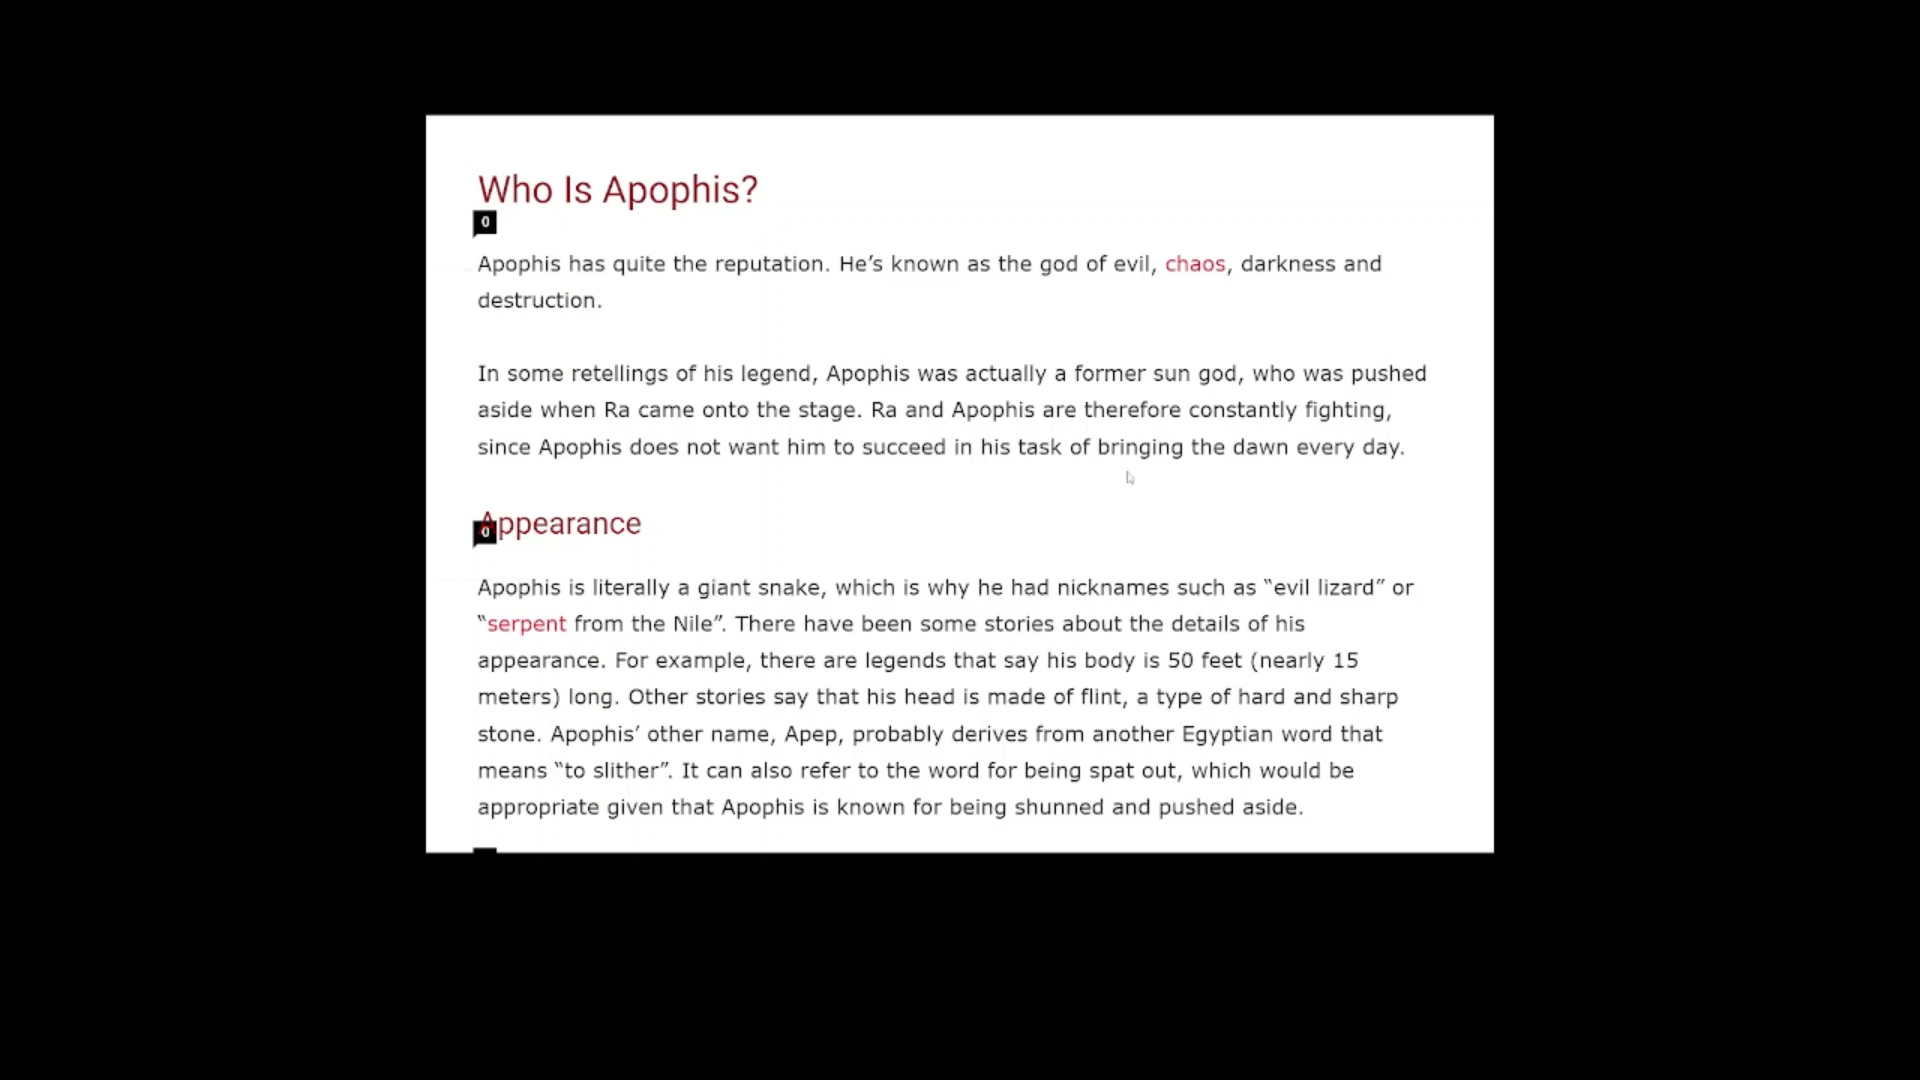 Who Is Apophis?
0
Apophis has quite the reputation. He’s known as the god of evil, chaos, darkness and
destruction.
In some retellings of his legend, Apophis was actually a former sun god, who was pushed
aside when Ra came onto the stage. Ra and Apophis are therefore constantly fighting,
since Apophis does not want him to succeed in his task of bringing the dawn every day.
Appearance
0
Apophis is literally a giant snake, which is why he had nicknames such as “evil lizard” or
“serpent from the Nile”. There have been some stories about the details of his
appearance. For example, there are legends that say his body is 50 feet (nearly 15
meters) long. Other stories say that his head is made of flint, a type of hard and sharp
stone. Apophis’ other name, Apep, probably derives from another Egyptian word that
means “to slither”. It can also refer to the word for being spat out, which would be
appropriate given that Apophis is known for being shunned and pushed aside.